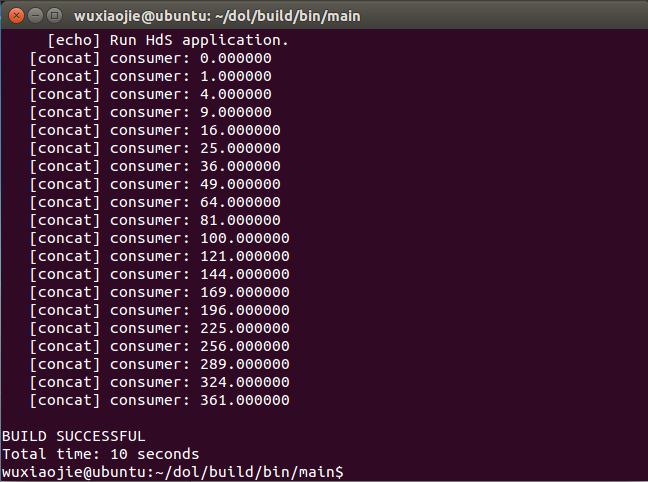 wuxiaojie@ubuntu: ~/dol/build/bin/main
[echo] Run HdS application.
[concat] consumer: 0.000000
[concat] consumer: 1.000000
[concat] consumer: 4.000000
[concat] consumer: 9.000000
[concat] consumer: 16.000000
[concat] consumer: 25.000000
[concat] consumer: 36.000000
[concat] consumer: 49.000000
[concat] consumer: 64.000000
[concat] consumer: 81.000000
[concat] consumer: 100.000000
[concat] consumer: 121.000000
[concat] consumer: 144.000000
[concat] consumer: 169.000000
[concat] consumer: 196.000000
[concat] consumer: 225.000000
[concat] consumer: 256.000000
[concat] consumer: 289.000000
[concat] consumer: 324.000000
[concat] consumer: 361.000000
BUILD SUCCESSFUL
Total time: 10 seconds
wuxiaojie@ubuntu:~/dol/build/bin/main$